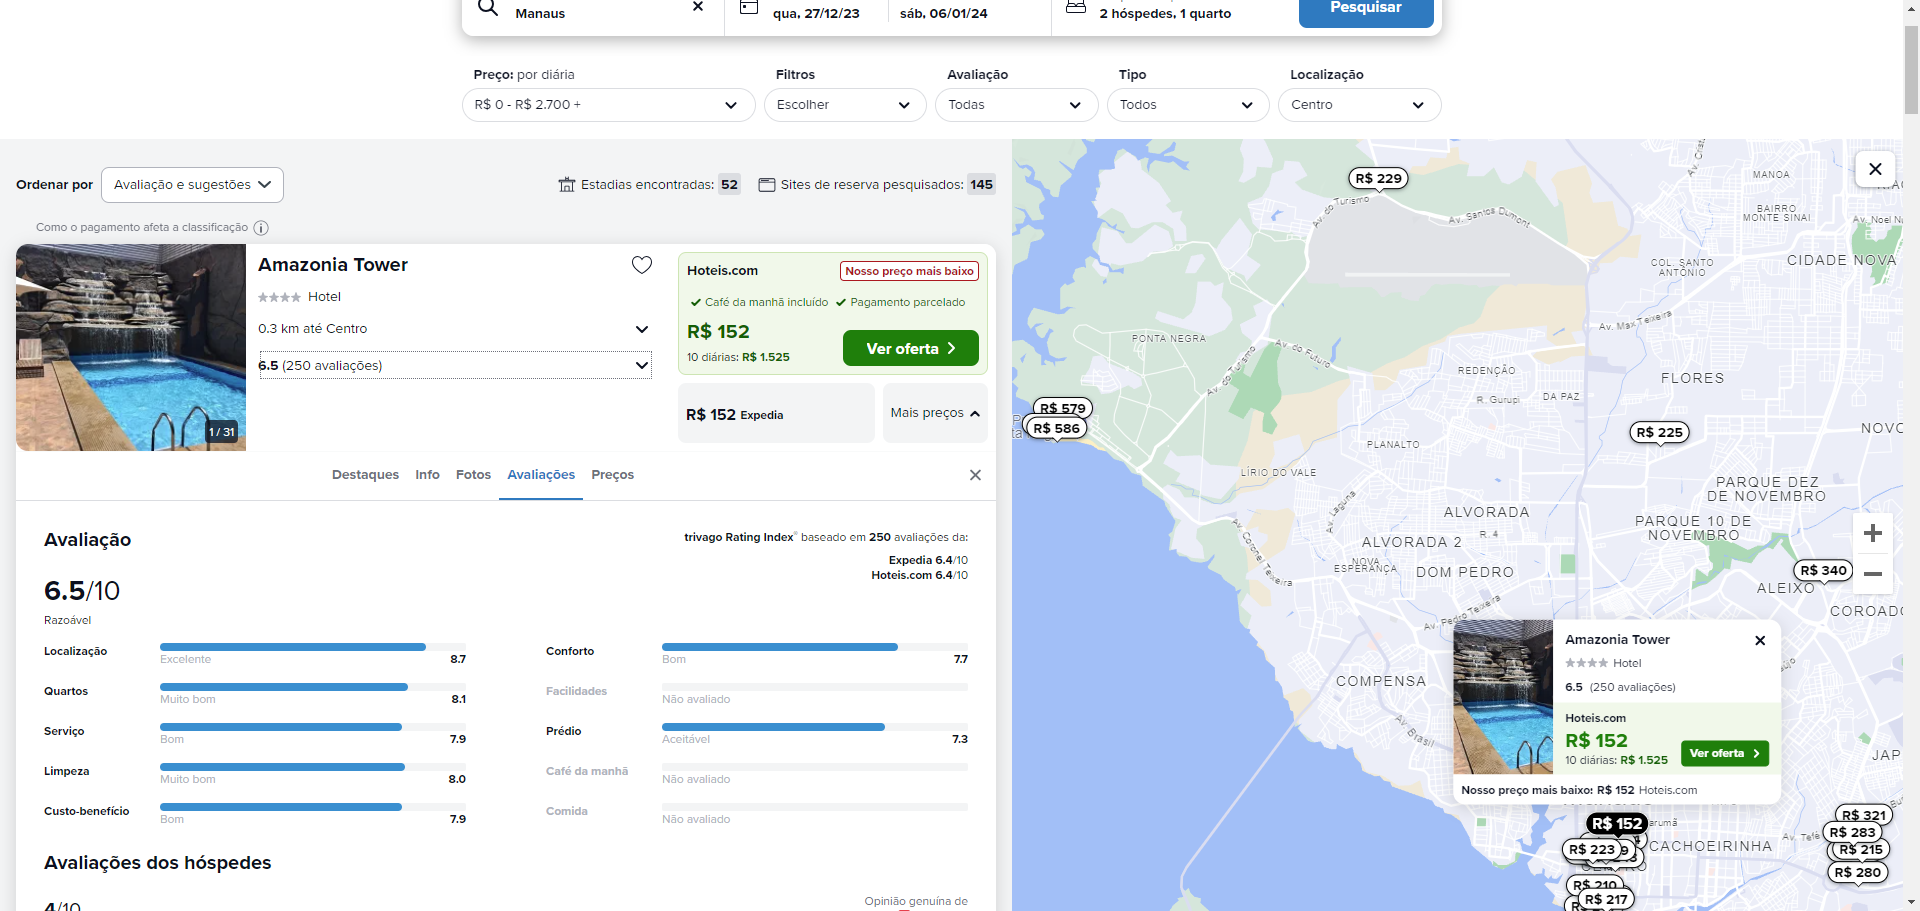 Manaus
qua, 27/12/23
sáb, 06/01/24
2 hóspedes, 1 quarto
Pesquisar
Preço: por diária
Filtros
Avaliação
Tipo
Localização
R$ 0 - R$ 2.700 +
Escolher
Todas
Todos
Centro
Ordenar por
Avaliação e sugestões
Estadias encontradas: 52
Sites de reserva pesquisados: 145
Como o pagamento afeta a classificação
Amazonia Tower
Hotel
0.3 km até Centro
6.5 (250 avaliações)
1 / 31
Hoteis.com
Nosso preço mais baixo
Café da manhã incluído
Pagamento parcelado
R$ 152
10 diárias: R$ 1.525
Ver oferta
R$ 152 Expedia
Mais preços
Destaques
Info
Fotos
Avaliações
Preços
Avaliação
trivago Rating Index® baseado em 250 avaliações da:
Expedia 6.4/10
Hoteis.com 6.4/10
6.5/10
Razoável
Localização
Excelente
8.7
Conforto
Bom
7.7
Quartos
Muito bom
8.1
Facilidades
Não avaliado
Serviço
Bom
7.9
Prédio
Aceitável
7.3
Limpeza
Muito bom
8.0
Café da manhã
Não avaliado
Custo-benefício
Bom
7.9
Comida
Não avaliado
Avaliações dos hóspedes
4/10
Opinião genuína de
R$ 229
MANOA
BAIRRO
MONTE SINAI
Av. do Turismo
Av. Santos Dumont
Av. Noel Nu
COL. SANTO
ANTÔNIO
CIDADE NOVA
Av. Max Teixeira
PONTA NEGRA
Av. do Futuro
Av. do Turismo
REDENÇÃO
FLORES
R. Gurupi
DA PAZ
R$ 579
R$ 586
R$ 225
NOVO
PLANALTO
LÍRIO DO VALE
PARQUE DEZ
DE NOVEMBRO
Av. Laguna
ALVORADA
PARQUE 10 DE
NOVEMBRO
R. 4
ALVORADA 2
Av. Coronel Teixeira
NOVA
ESPERANÇA
DOM PEDRO
R$ 340
ALEIXO
COROADO
Av. Pedro Teixeira
COMPENSA
Av. Brasil
Amazonia Tower
Hotel
6.5 (250 avaliações)
Hoteis.com
R$ 152
10 diárias: R$ 1.525
Ver oferta
Nosso preço mais baixo: R$ 152 Hoteis.com
JAP
R$ 152
arumã
R$ 223
CACHOEIRINHA
Av. Tefé
R$ 321
R$ 283
R$ 215
R$ 280
R$ 210
R$ 217